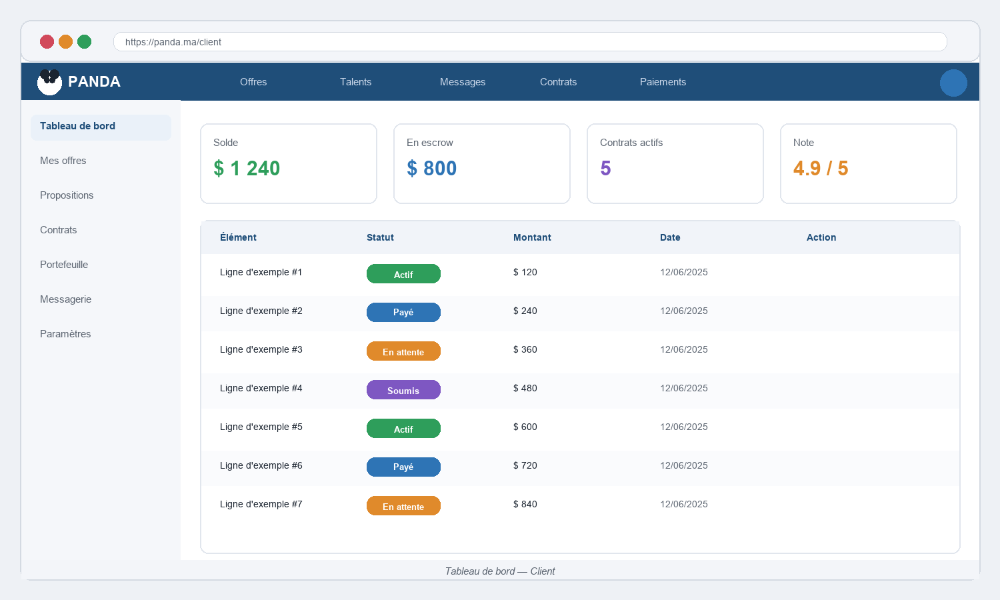 https://panda.ma/client
PANDA Offres Talents Messages Contrats Paiements
Tableau de bord
Mes offres
Propositions
Contrats
Portefeuille
Messagerie
Paramètres
Solde
$ 1 240
En escrow
$ 800
Contrats actifs
5
Note
4.9 / 5
Élément Statut Montant Date Action
Ligne d'exemple #1 Actif $ 120 12/06/2025
Ligne d'exemple #2 Payé $ 240 12/06/2025
Ligne d'exemple #3 En attente $ 360 12/06/2025
Ligne d'exemple #4 Soumis $ 480 12/06/2025
Ligne d'exemple #5 Actif $ 600 12/06/2025
Ligne d'exemple #6 Payé $ 720 12/06/2025
Ligne d'exemple #7 En attente $ 840 12/06/2025
Tableau de bord — Client